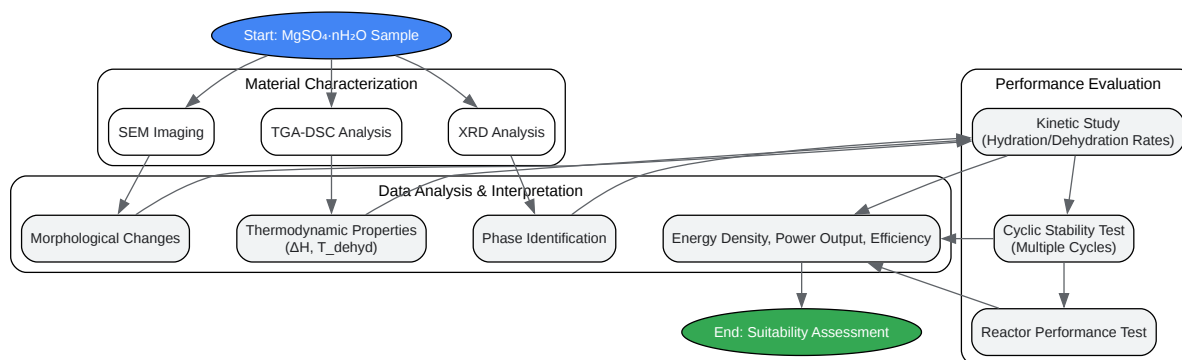 Start: MgSO₄·nH₂O Sample
Material Characterization
Performance Evaluation
SEM Imaging
TGA-DSC Analysis
XRD Analysis
Kinetic Study
(Hydration/Dehydration Rates)
Data Analysis & Interpretation
Morphological Changes
Thermodynamic Properties
(ΔH, T_dehyd)
Phase Identification
Energy Density, Power Output, Efficiency
Cyclic Stability Test
(Multiple Cycles)
End: Suitability Assessment
Reactor Performance Test